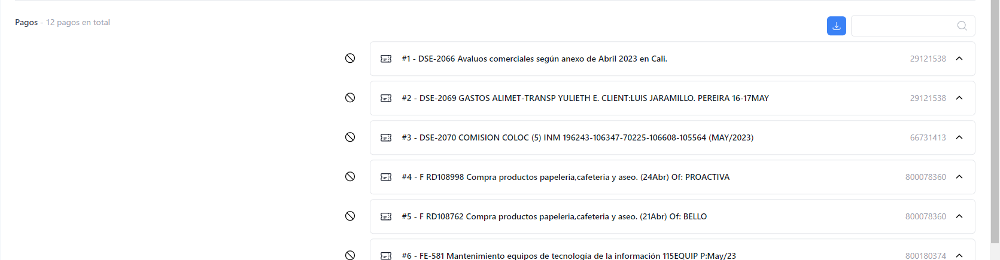 Pagos - 12 pagos en total
#1 - DSE-2066 Avaluos comerciales según anexo de Abril 2023 en Cali. 29121538
#2 - DSE-2069 GASTOS ALIMET-TRANSP YULIETH E. CLIENT:LUIS JARAMILLO. PEREIRA 16-17MAY 29121538
#3 - DSE-2070 COMISION COLOC (5) INM 196243-106347-70225-106608-105564 (MAY/2023) 66731413
#4 - F RD108998 Compra productos papeleria,cafeteria y aseo. (24Abr) Of: PROACTIVA 800078360
#5 - F RD108762 Compra productos papeleria,cafeteria y aseo. (21Abr) Of: BELLO 800078360
#6 - FE-581 Mantenimiento equipos de tecnología de la información 115EQUIP P:May/23 800180374